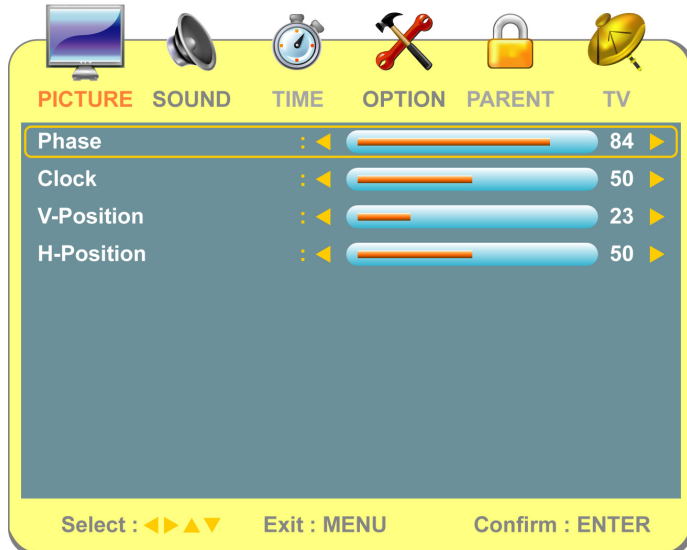 PICTURE SOUND TIME OPTION PARENT TV
Phase : 84
Clock : 50
V-Position : 23
H-Position : 50
Select : ◀▶▲▼ Exit : MENU Confirm : ENTER